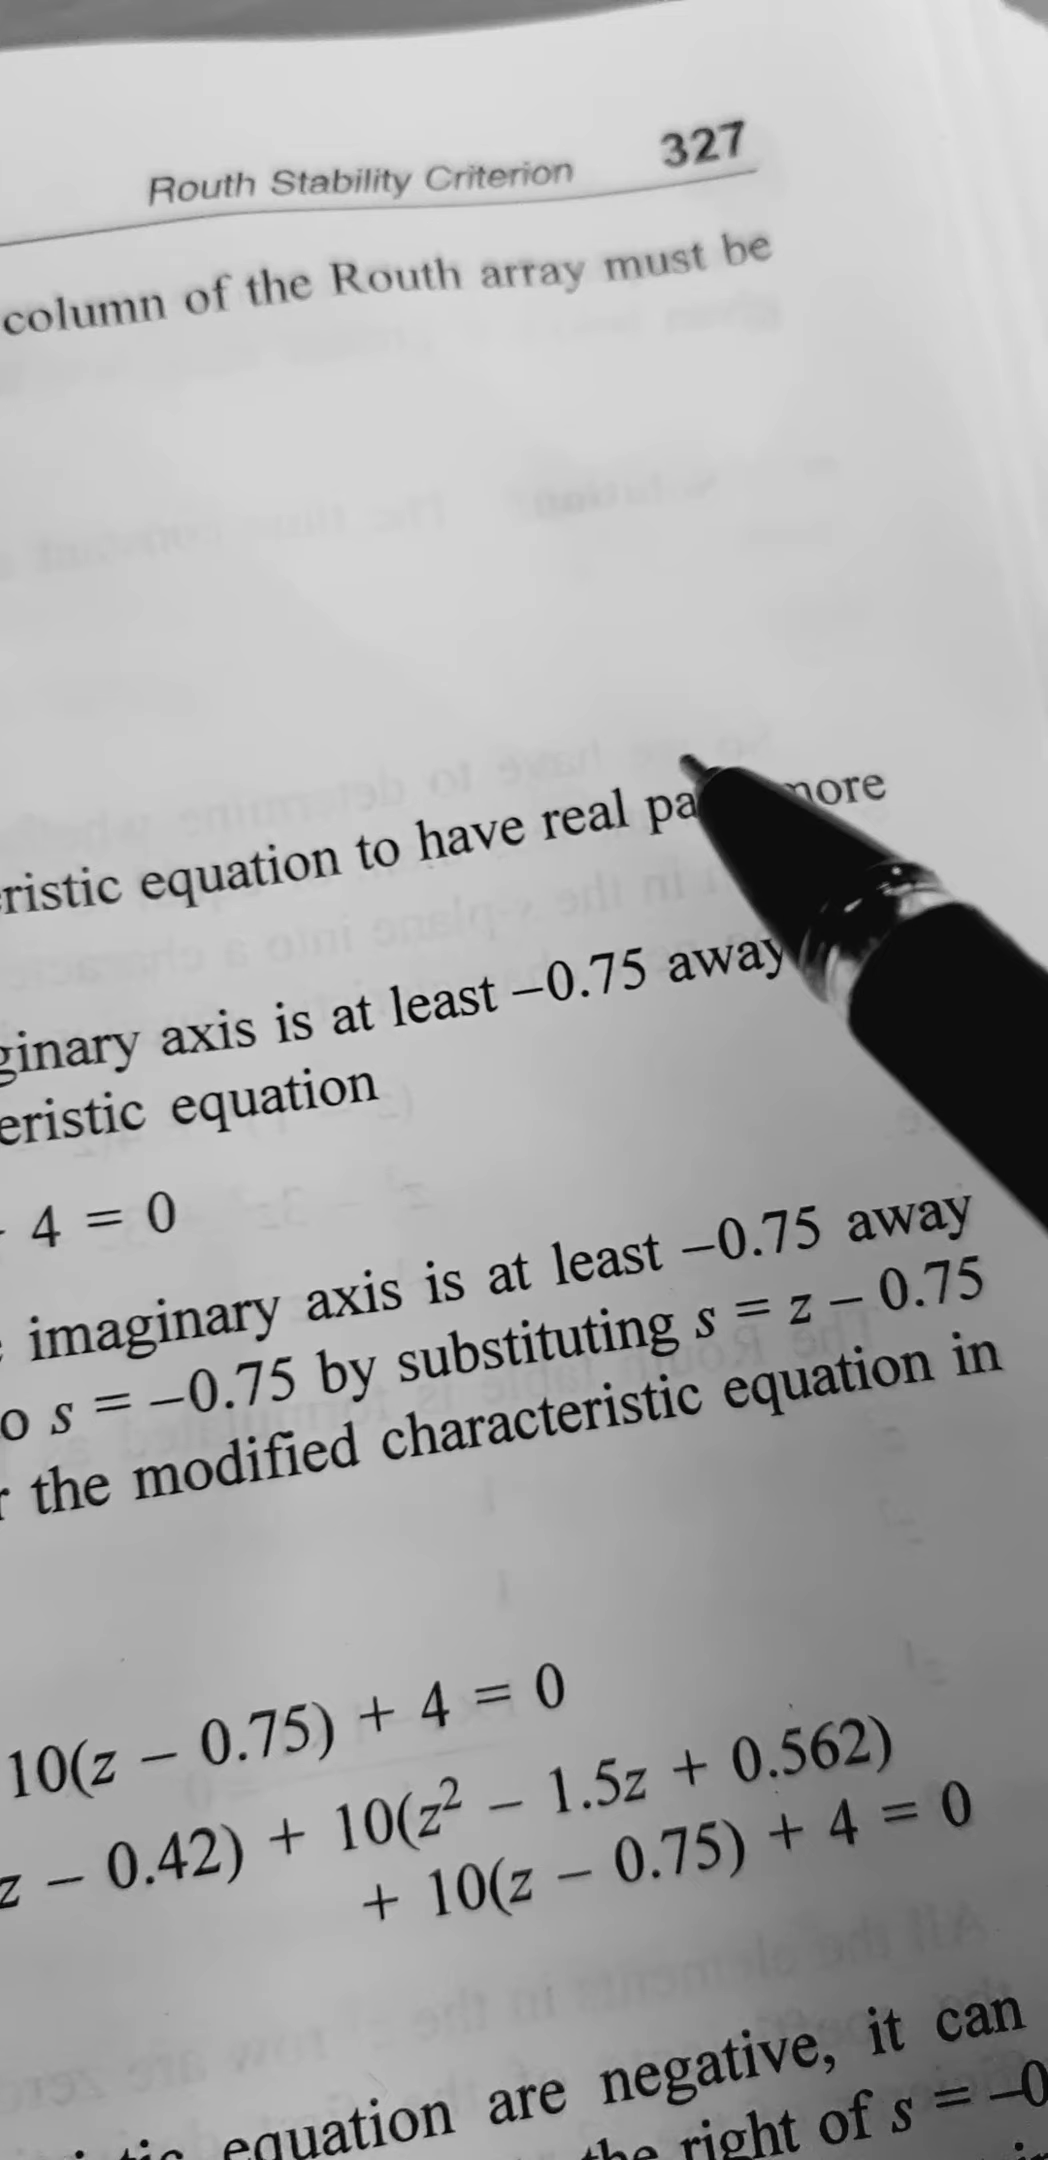 Routh Stability Criterion 327
column of the Routh array must be
ristic equation to have real pa more
ginary axis is at least –0.75 away
eristic equation
4 = 0
imaginary axis is at least –0.75 away
o s = –0.75 by substituting s = z – 0.75
r the modified characteristic equation in
10(z – 0.75) + 4 = 0
z – 0.42) + 10(z² – 1.5z + 0.562)
+ 10(z – 0.75) + 4 = 0
equation are negative, it can
the right of s = –0